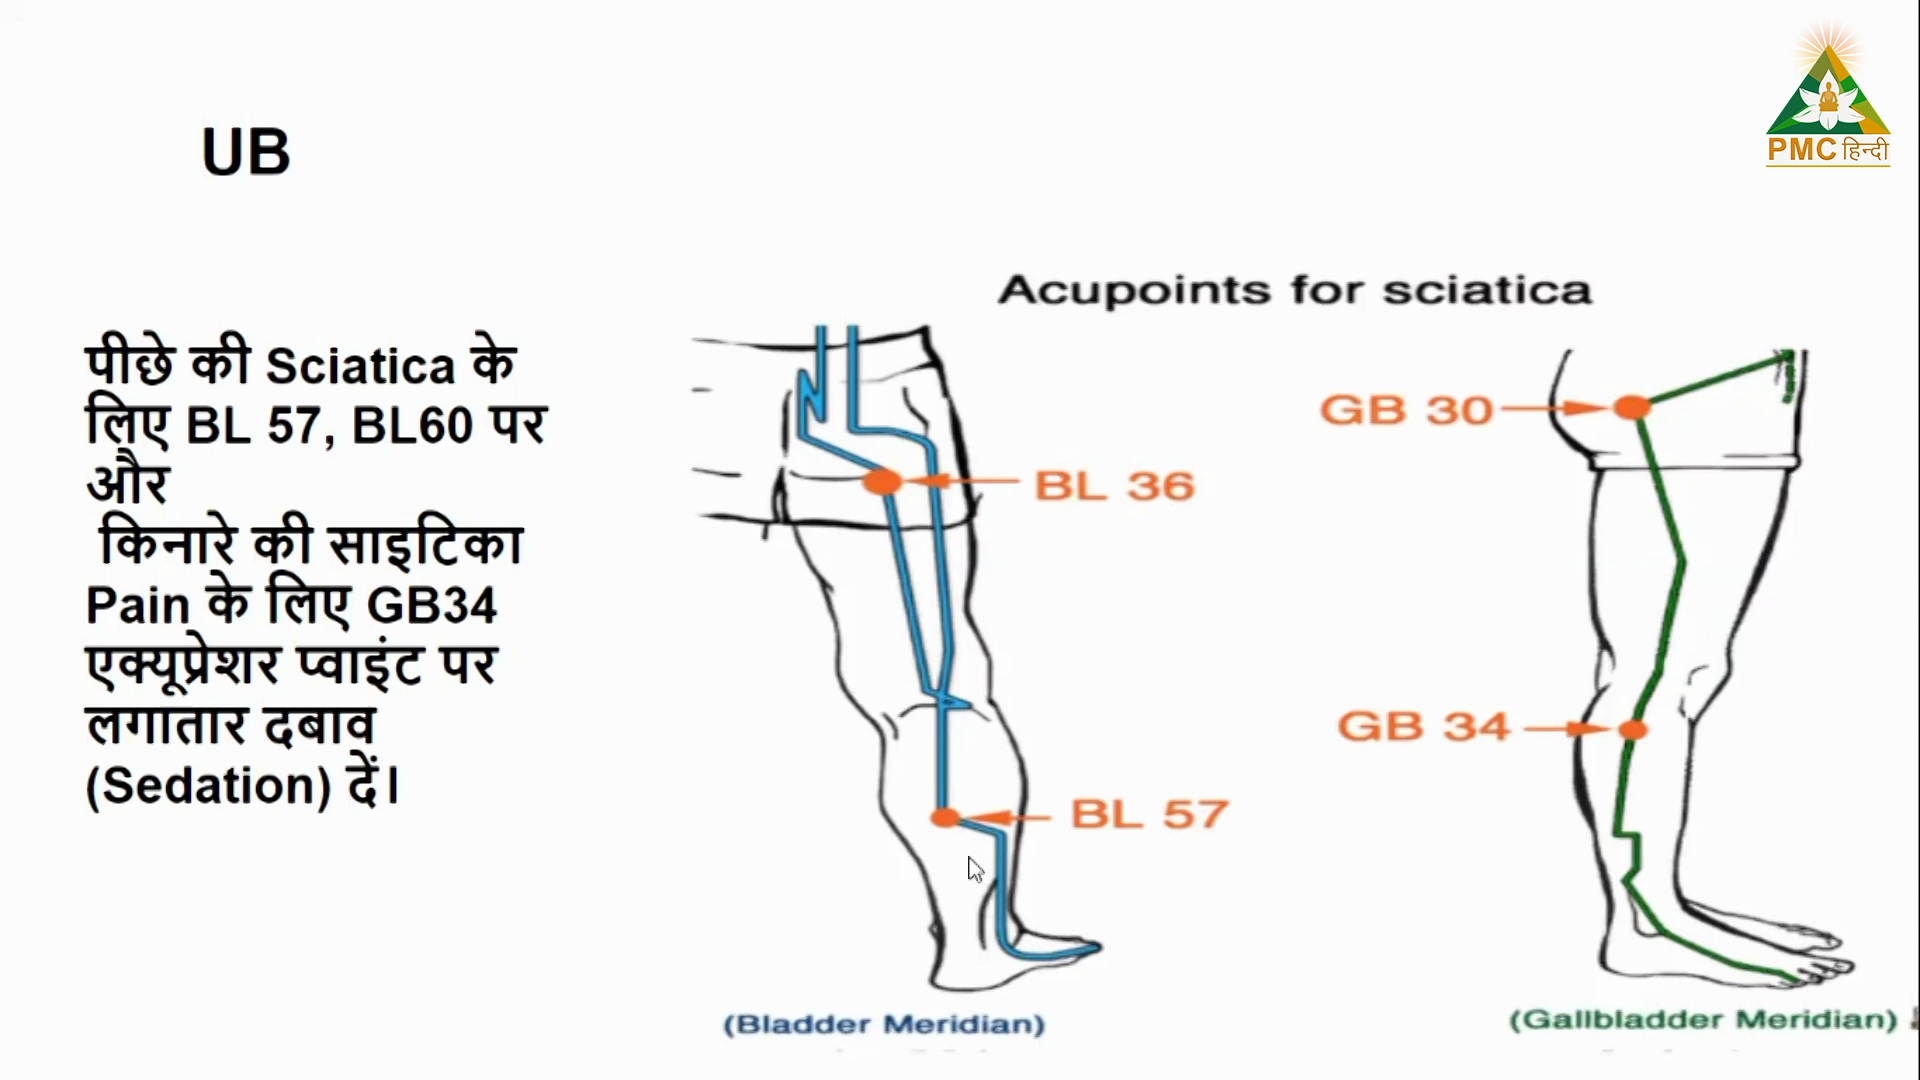 PMC हिन्दी
UB
पीछे की Sciatica के
लिए BL 57, BL60 पर
और
किनारे की साइटिका
Pain के लिए GB34
एक्यूप्रेशर प्वाइंट पर
लगातार दबाव
(Sedation) दें।
Acupoints for sciatica
BL 36
BL 57
(Bladder Meridian)
GB 30
GB 34
(Gallbladder Meridian)